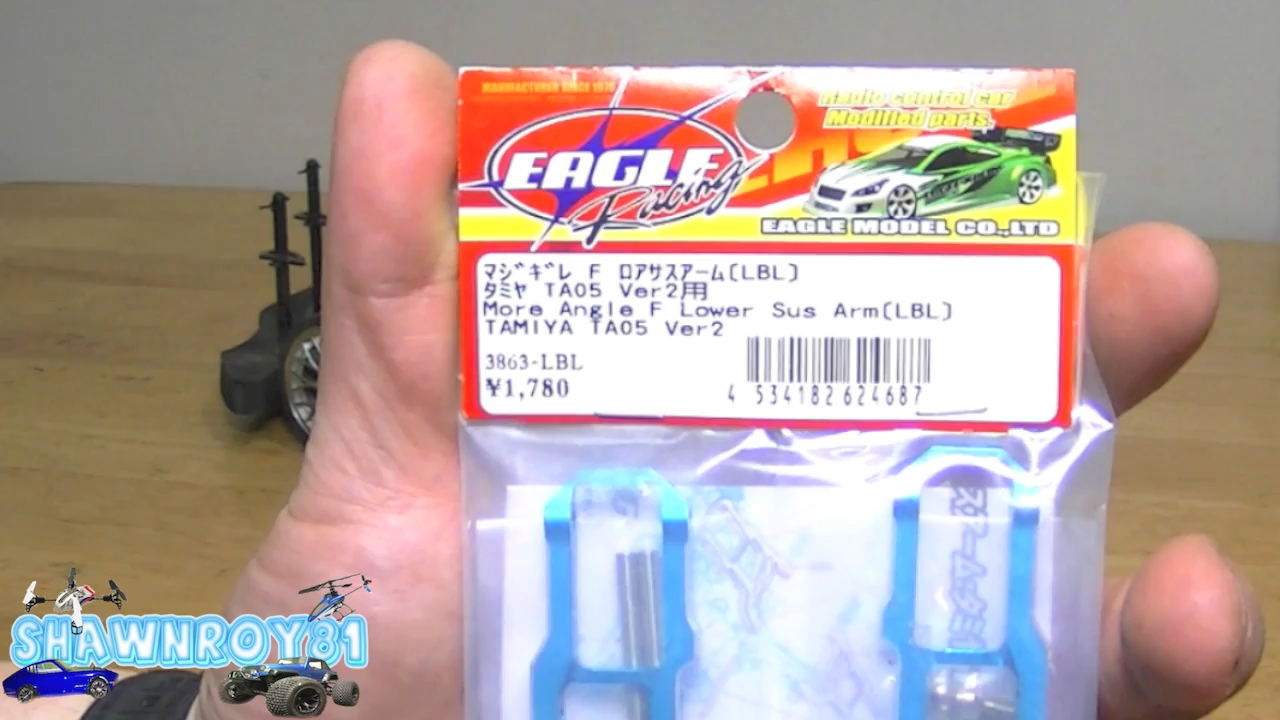 MANUFACTURER SINCE 1970
EAGLE
Racing
Radio control car
Modified parts.
EAGLE MODEL CO.,LTD
マジギレ F ロアサスアーム(LBL)
タミヤ TA05 Ver2用
More Angle F Lower Sus Arm(LBL)
TAMIYA TA05 Ver2
3863-LBL
¥1,780
4 534182 624687
SHAWNROY81